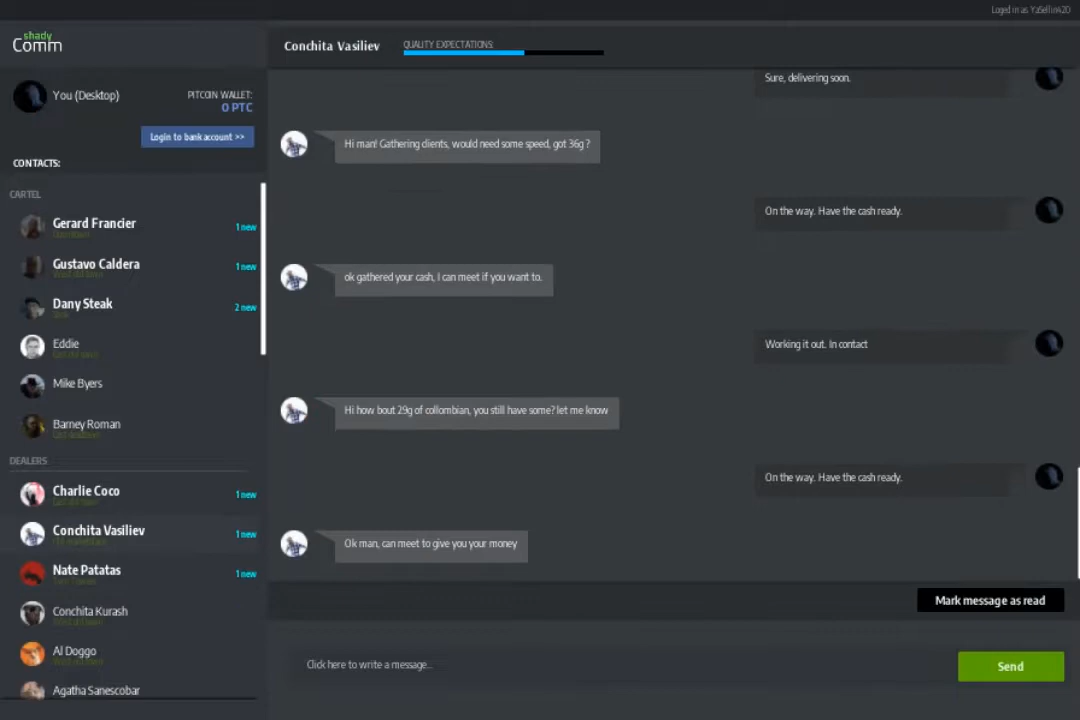 Loged in as: YaSellin420
shady
Comm
Conchita Vasiliev
QUALITY EXPECTATIONS:
You (Desktop)
PITCOIN WALLET:
0 PTC
Login to bank account >>
CONTACTS:
CARTEL
Gerard Francier
1 new
Gustavo Caldera
1 new
Dany Steak
2 new
Eddie
Mike Byers
Barney Roman
DEALERS
Charlie Coco
1 new
Conchita Vasiliev
1 new
Nate Patatas
1 new
Conchita Kurash
Al Doggo
Agatha Sanescobar
Sure, delivering soon.
Hi man! Gathering clients, would need some speed, got 36g ?
On the way. Have the cash ready.
ok gathered your cash, I can meet if you want to.
Working it out. In contact
Hi how bout 29g of collombian, you still have some? let me know
On the way. Have the cash ready.
Ok man, can meet to give you your money
Mark message as read
Click here to write a message...
Send